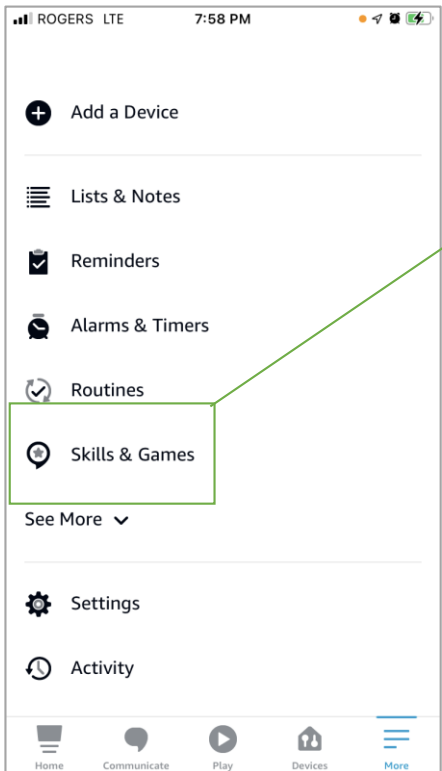 ROGERS LTE 7:58 PM
Add a Device
Lists & Notes
Reminders
Alarms & Timers
Routines
Skills & Games
See More
Settings
Activity
Home Communicate Play Devices More